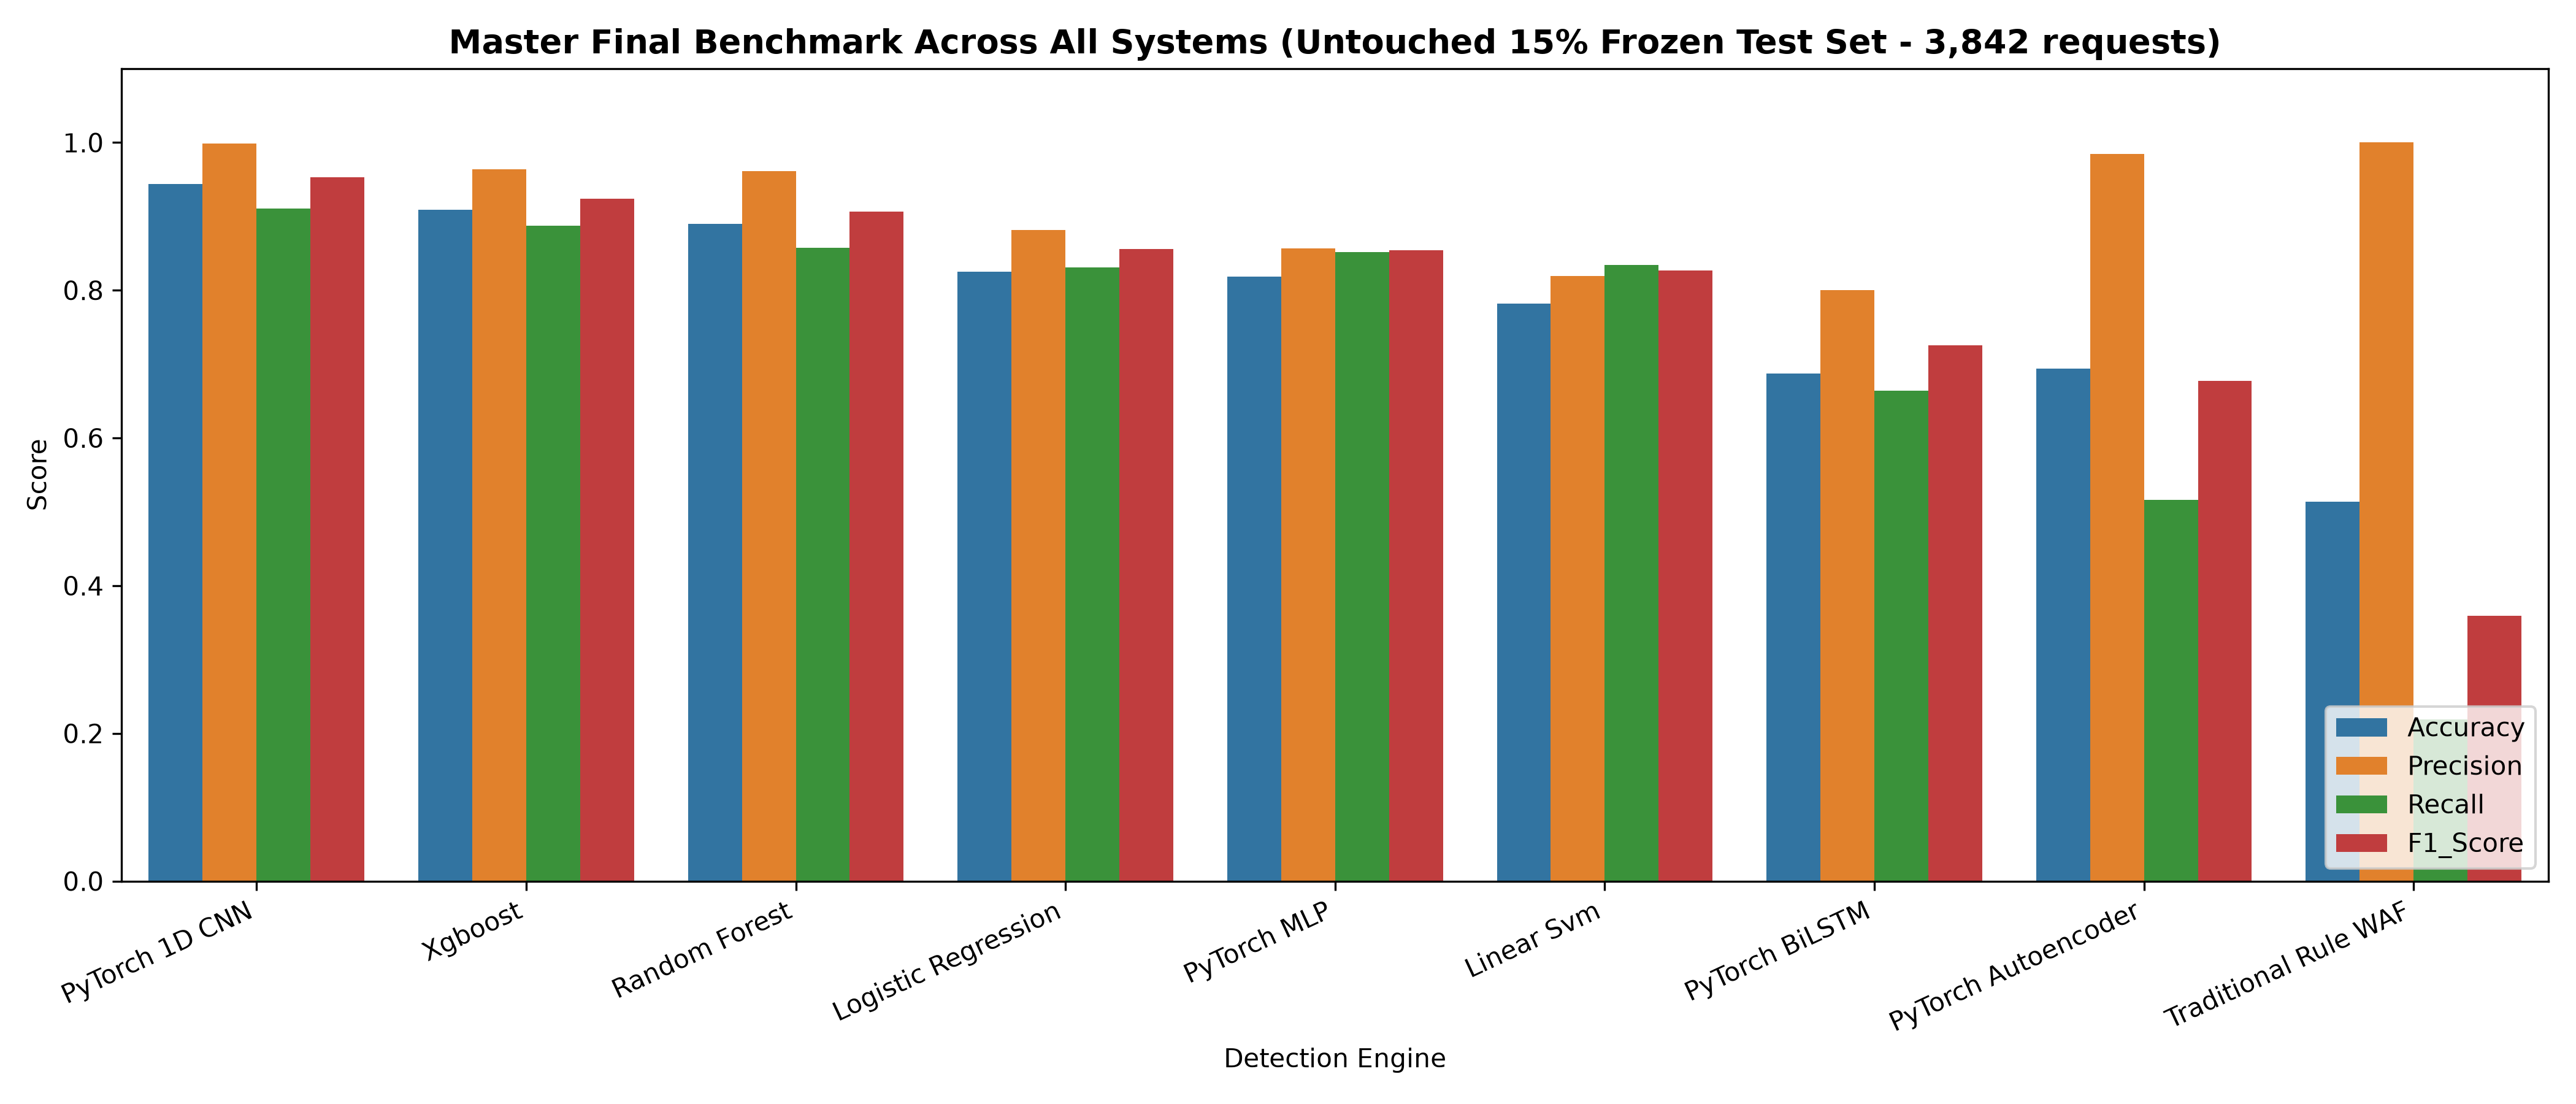 Master Final Benchmark Across All Systems (Untouched 15% Frozen Test Set - 3,842 requests)
Score
1.0
0.8
0.6
0.4
0.2
0.0
Accuracy
Precision
Recall
F1_Score
PyTorch 1D CNN
Xgboost
Random Forest
Logistic Regression
PyTorch MLP
Linear Svm
PyTorch BiLSTM
PyTorch Autoencoder
Traditional Rule WAF
Detection Engine